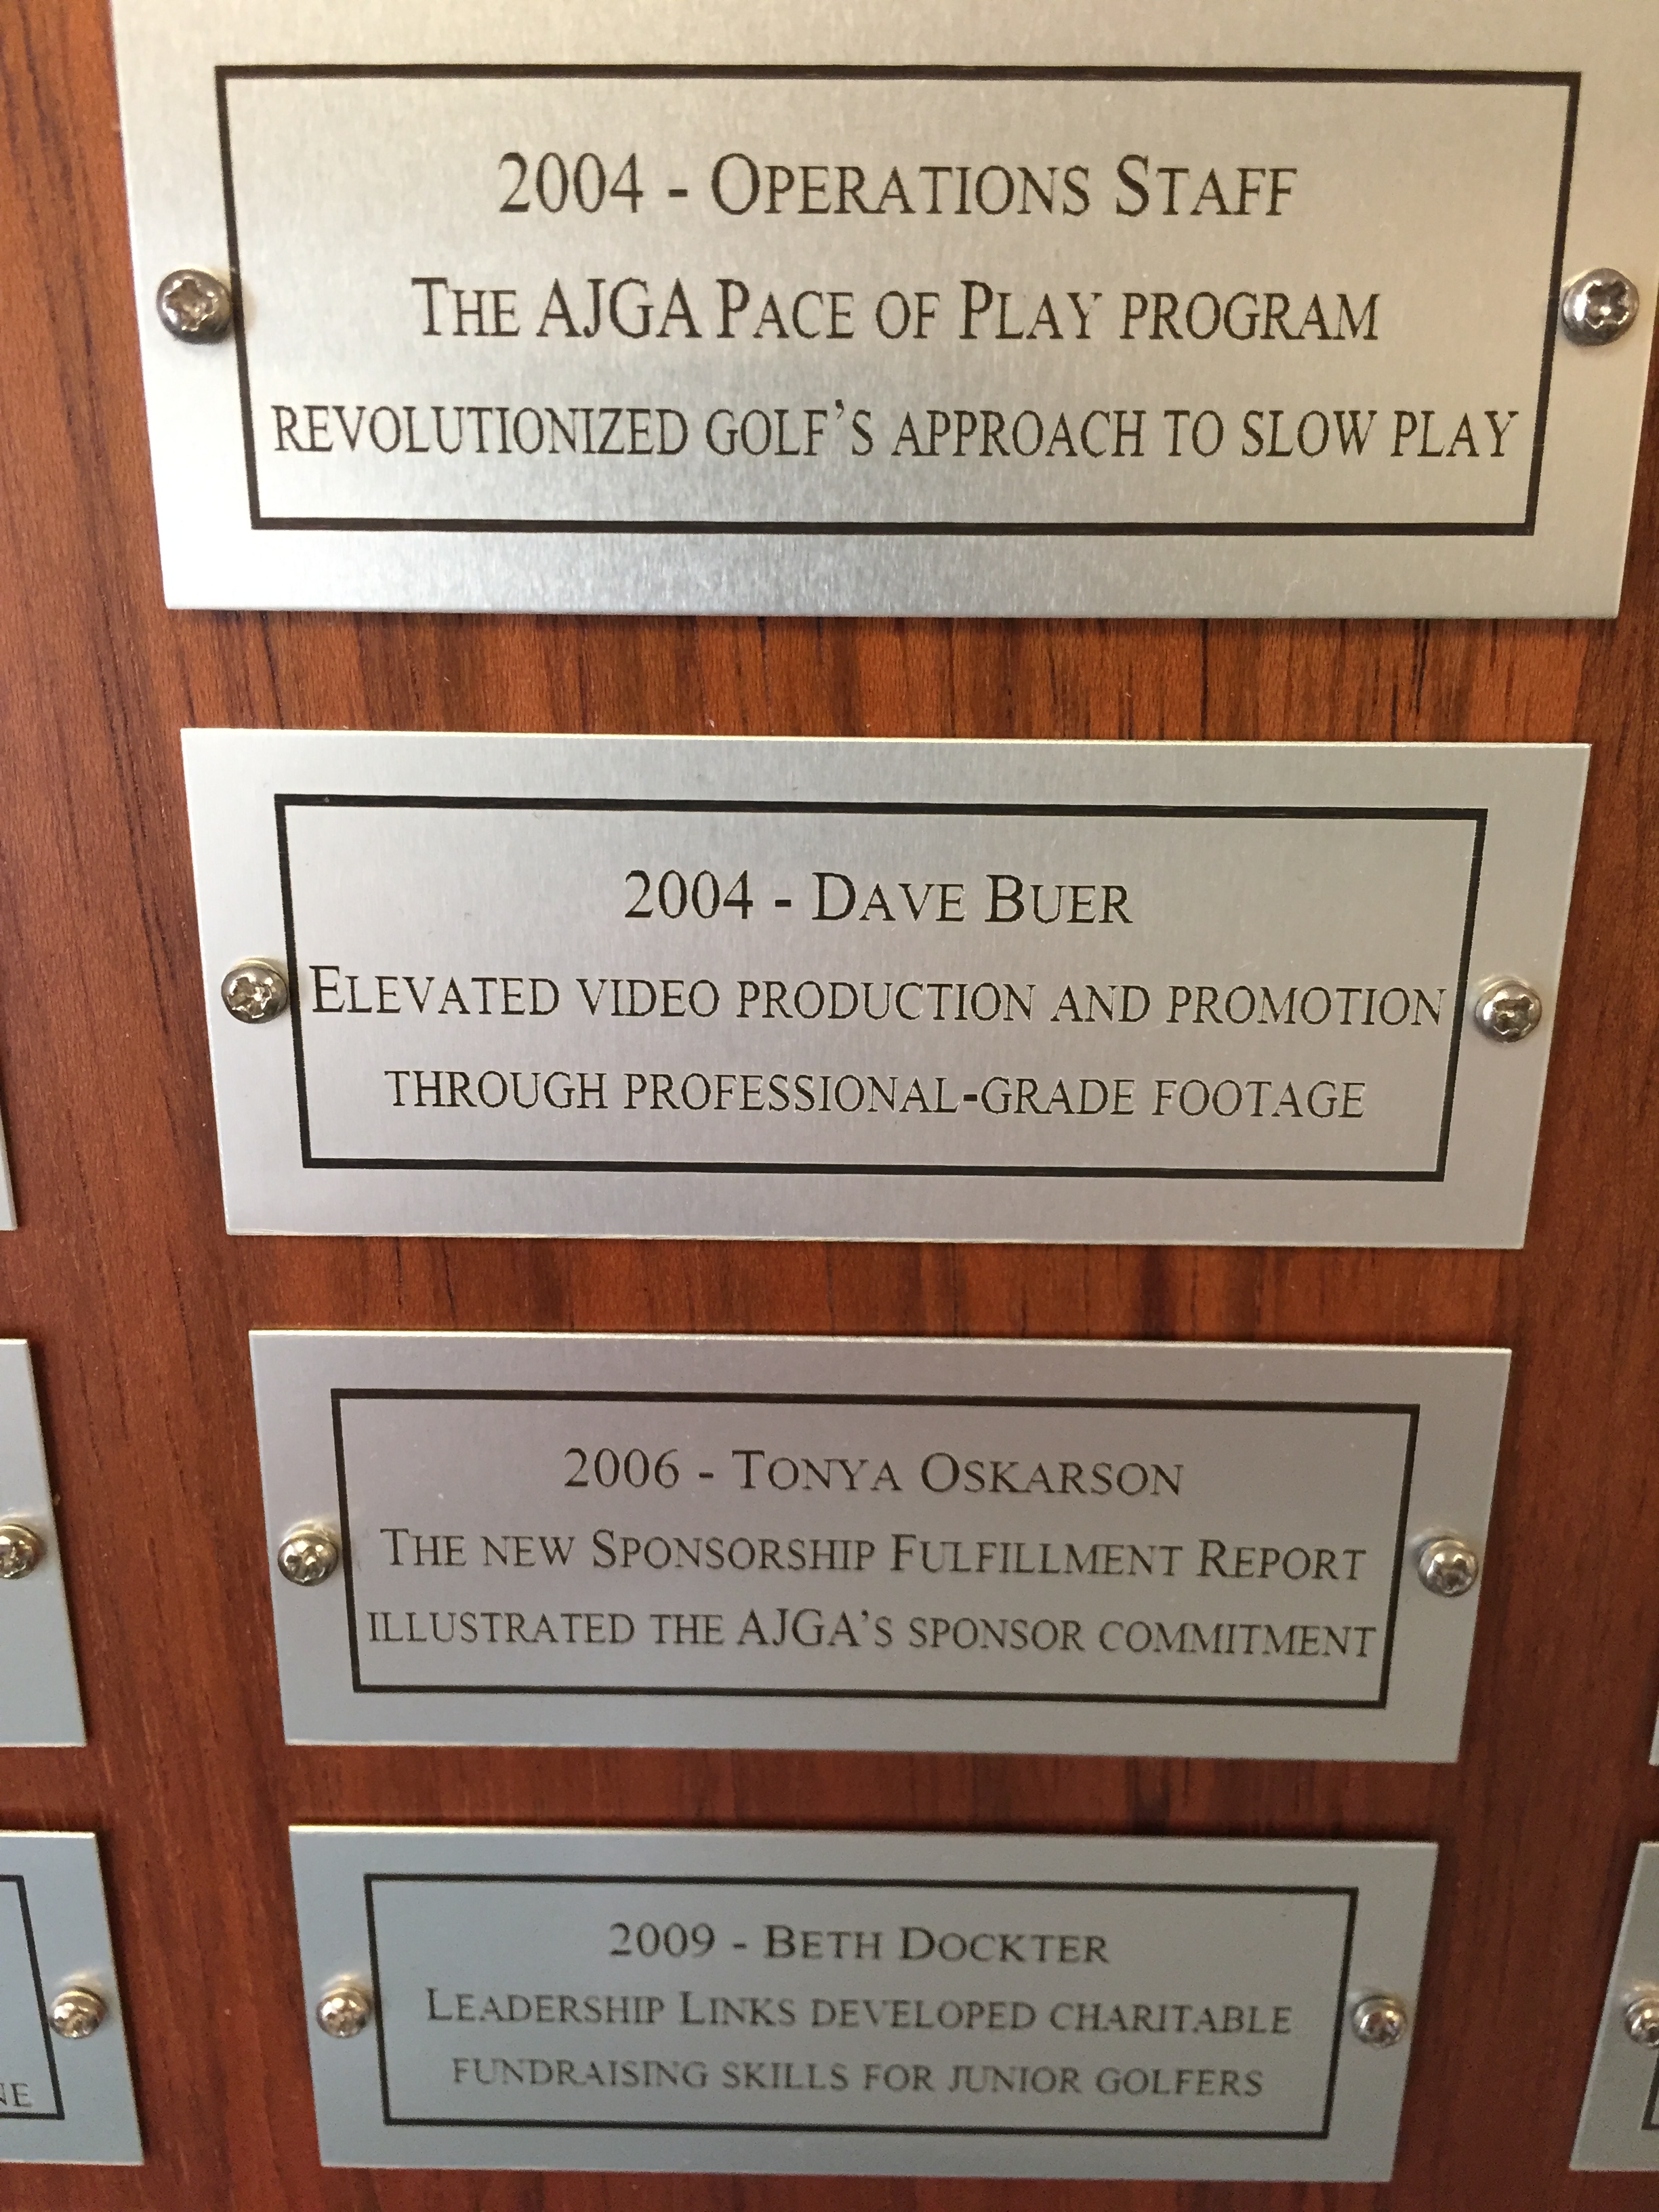 2004 - OPERATIONS STAFF
THE AJGA PACE OF PLAY PROGRAM
REVOLUTIONIZED GOLF'S APPROACH TO SLOW PLAY
2004 - DAVE BUER
ELEVATED VIDEO PRODUCTION AND PROMOTION
THROUGH PROFESSIONAL-GRADE FOOTAGE
2006 - TONYA OSKARSON
THE NEW SPONSORSHIP FULFILLMENT REPORT
ILLUSTRATED THE AJGA'S SPONSOR COMMITMENT
2009 - BETH DOCKTER
LEADERSHIP LINKS DEVELOPED CHARITABLE
FUNDRAISING SKILLS FOR JUNIOR GOLFERS